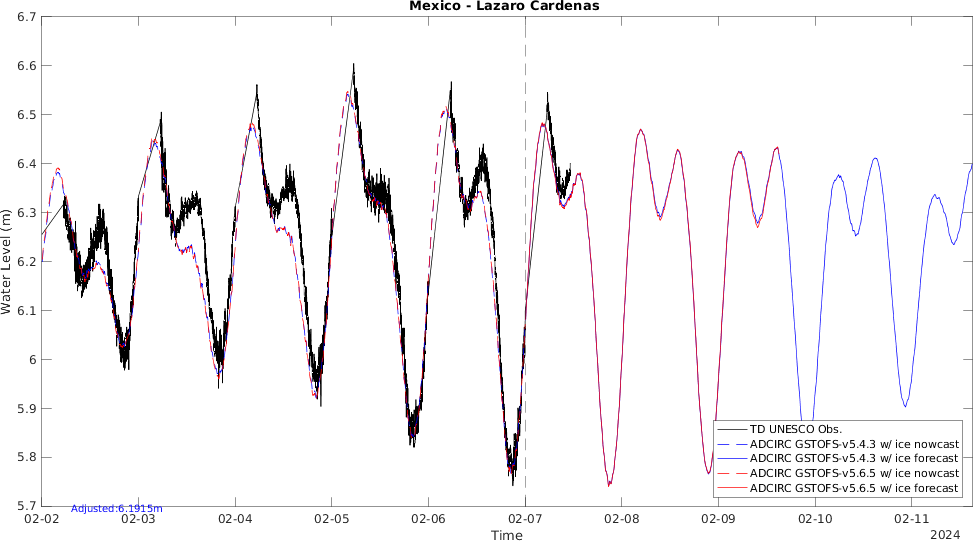 Mexico - Lazaro Cardenas
6.7
6.6
6.5
6.4
6.3
6.2
6.1
6
5.9
5.8
5.7
Water Level (m)
TD UNESCO Obs.
ADCIRC GSTOFS-v5.4.3 w/ ice nowcast
ADCIRC GSTOFS-v5.4.3 w/ ice forecast
ADCIRC GSTOFS-v5.6.5 w/ ice nowcast
ADCIRC GSTOFS-v5.6.5 w/ ice forecast
Adjusted:6.1915m
02-02 02-03 02-04 02-05 02-06 02-07 02-08 02-09 02-10 02-11
Time
2024